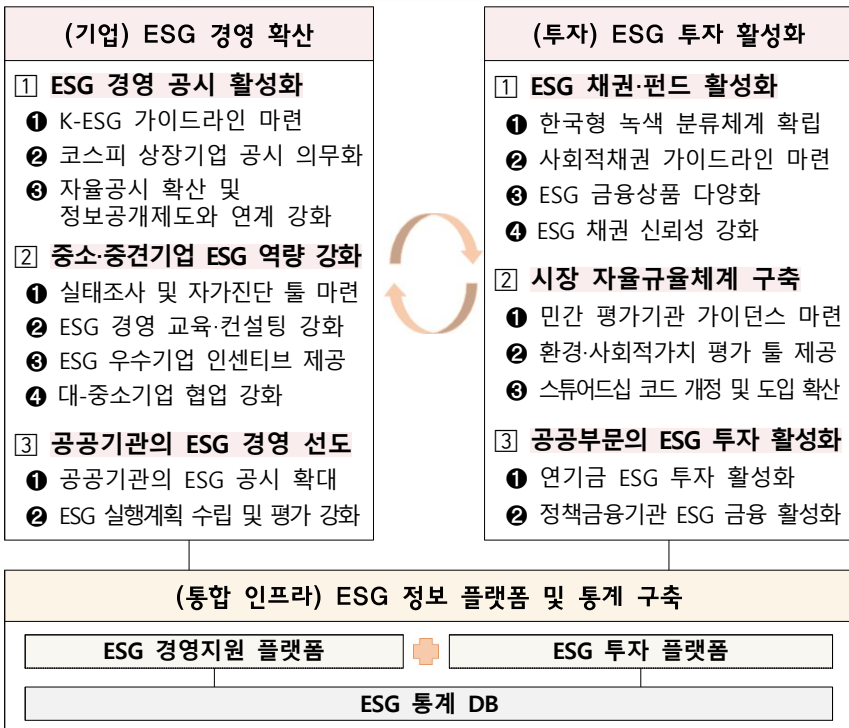 (기업) ESG 경영 확산
1 ESG 경영 공시 활성화
❶ K-ESG 가이드라인 마련
❷ 코스피 상장기업 공시 의무화
❸ 자율공시 확산 및
정보공개제도와 연계 강화
2 중소·중견기업 ESG 역량 강화
❶ 실태조사 및 자가진단 툴 마련
❷ ESG 경영 교육·컨설팅 강화
❸ ESG 우수기업 인센티브 제공
❹ 대-중소기업 협업 강화
3 공공기관의 ESG 경영 선도
❶ 공공기관의 ESG 공시 확대
❷ ESG 실행계획 수립 및 평가 강화
(투자) ESG 투자 활성화
1 ESG 채권·펀드 활성화
❶ 한국형 녹색 분류체계 확립
❷ 사회적채권 가이드라인 마련
❸ ESG 금융상품 다양화
❹ ESG 채권 신뢰성 강화
2 시장 자율규율체계 구축
❶ 민간 평가기관 가이던스 마련
❷ 환경·사회적가치 평가 툴 제공
❸ 스튜어드십 코드 개정 및 도입 확산
3 공공부문의 ESG 투자 활성화
❶ 연기금 ESG 투자 활성화
❷ 정책금융기관 ESG 금융 활성화
(통합 인프라) ESG 정보 플랫폼 및 통계 구축
ESG 경영지원 플랫폼
ESG 투자 플랫폼
ESG 통계 DB